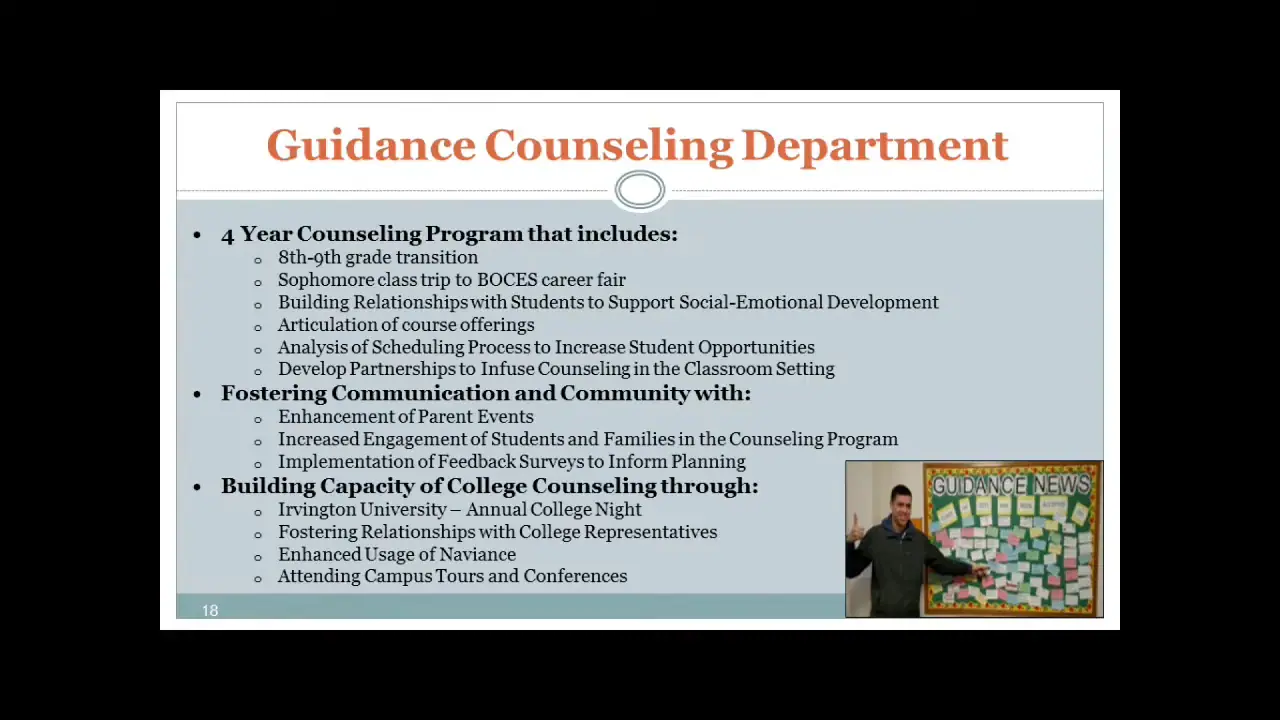 Guidance Counseling Department
• 4 Year Counseling Program that includes:
o 8th-9th grade transition
o Sophomore class trip to BOCES career fair
o Building Relationships with Students to Support Social-Emotional Development
o Articulation of course offerings
o Analysis of Scheduling Process to Increase Student Opportunities
o Develop Partnerships to Infuse Counseling in the Classroom Setting
• Fostering Communication and Community with:
o Enhancement of Parent Events
o Increased Engagement of Students and Families in the Counseling Program
o Implementation of Feedback Surveys to Inform Planning
• Building Capacity of College Counseling through:
o Irvington University – Annual College Night
o Fostering Relationships with College Representatives
o Enhanced Usage of Naviance
o Attending Campus Tours and Conferences
GUIDANCE NEWS
18